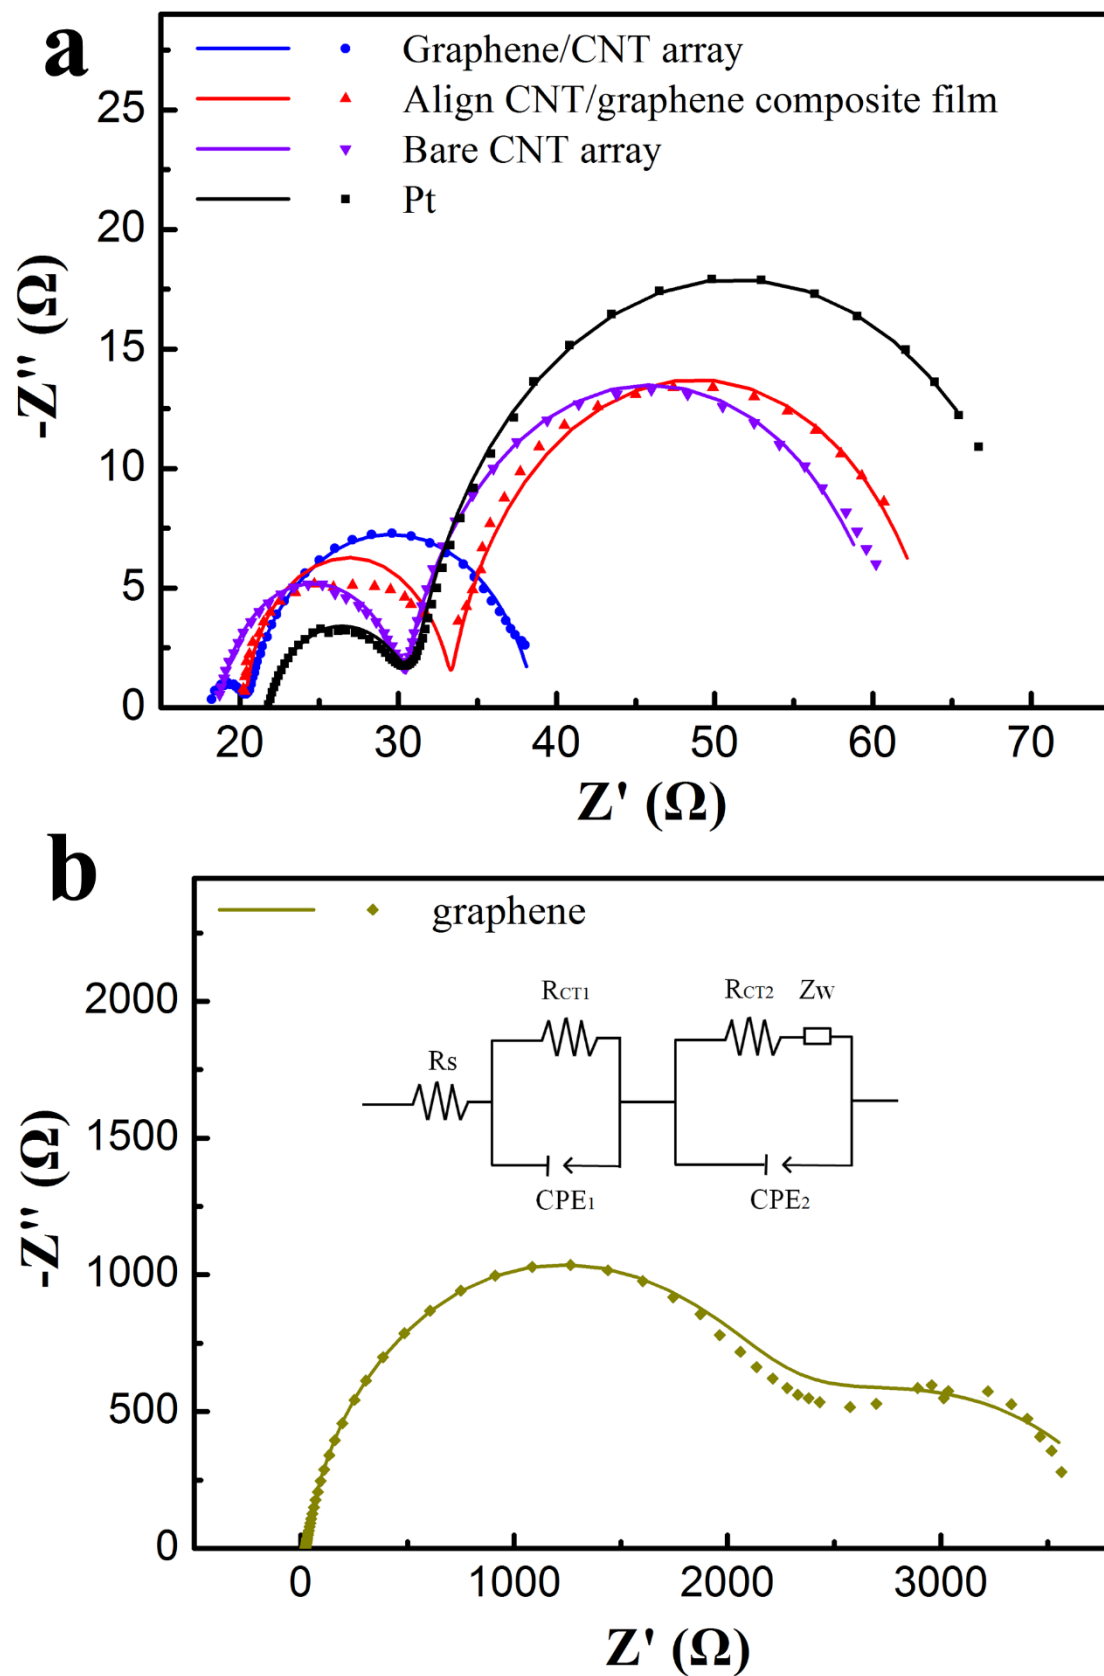 a
Graphene/CNT array
Align CNT/graphene composite film
Bare CNT array
Pt
25
20
15
10
5
0
-Z'' (Ω)
20 30 40 50 60 70
Z' (Ω)
b
graphene
RCT1 RCT2 Zw
Rs
CPE1 CPE2
2000
1500
1000
500
0
-Z'' (Ω)
0 1000 2000 3000
Z' (Ω)